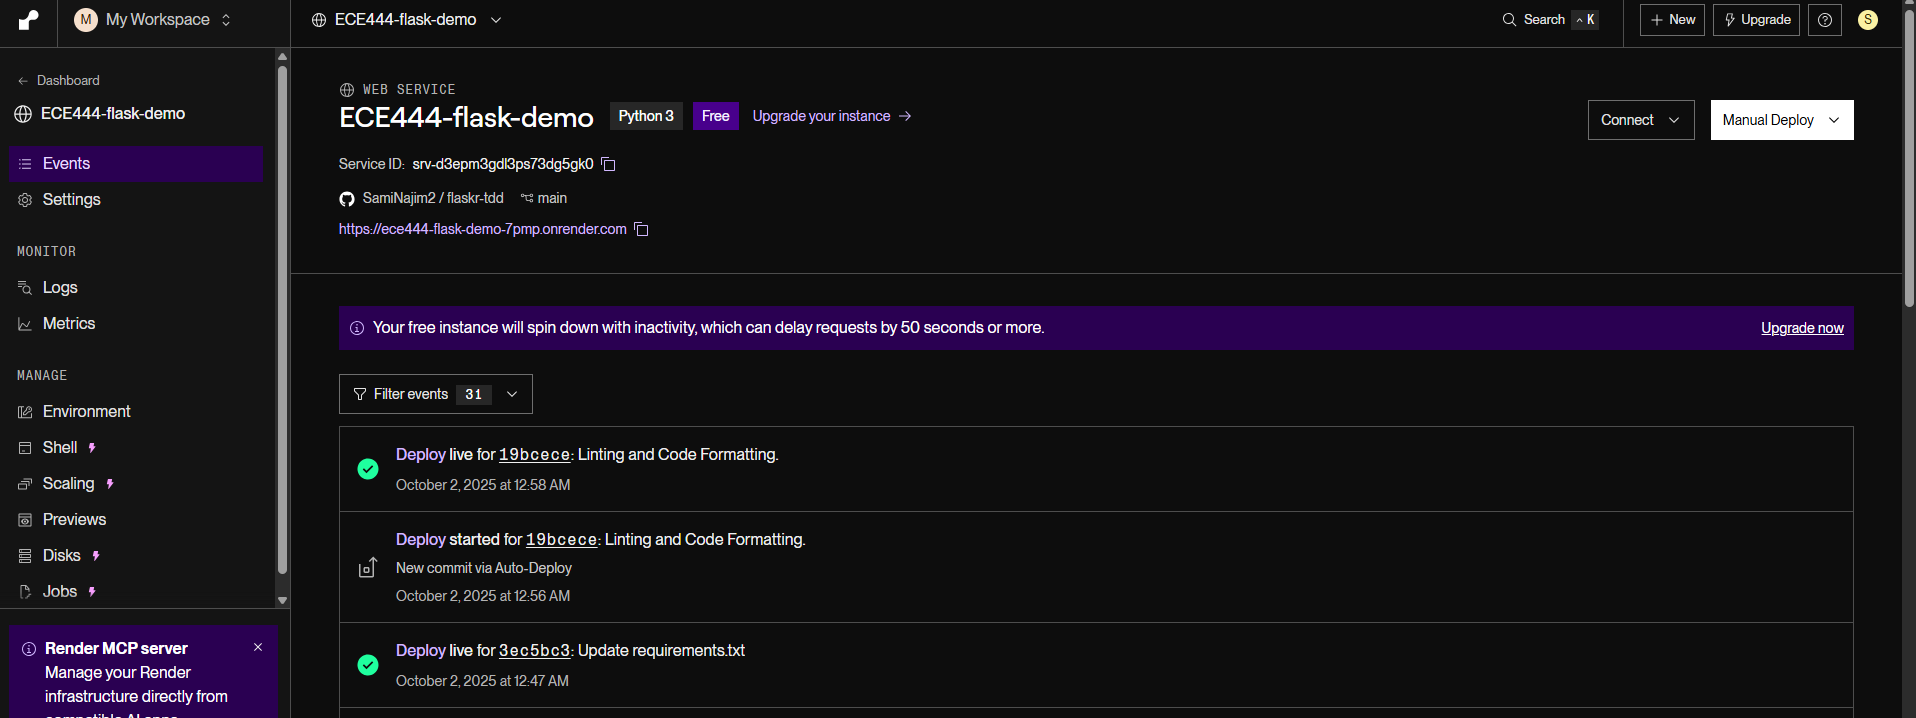 M My Workspace
ECE444-flask-demo
Search ^ K
+ New
Upgrade
S
Dashboard
ECE444-flask-demo
Events
Settings
MONITOR
Logs
Metrics
MANAGE
Environment
Shell
Scaling
Previews
Disks
Jobs
Render MCP server
Manage your Render
infrastructure directly from
WEB SERVICE
ECE444-flask-demo Python 3 Free Upgrade your instance →
Connect
Manual Deploy
Service ID: srv-d3epm3gdl3ps73dg5gk0
SamiNajim2 / flaskr-tdd main
https://ece444-flask-demo-7pmp.onrender.com
Your free instance will spin down with inactivity, which can delay requests by 50 seconds or more.
Upgrade now
Filter events 31
Deploy live for 19bcece: Linting and Code Formatting.
October 2, 2025 at 12:58 AM
Deploy started for 19bcece: Linting and Code Formatting.
New commit via Auto-Deploy
October 2, 2025 at 12:56 AM
Deploy live for 3ec5bc3: Update requirements.txt
October 2, 2025 at 12:47 AM